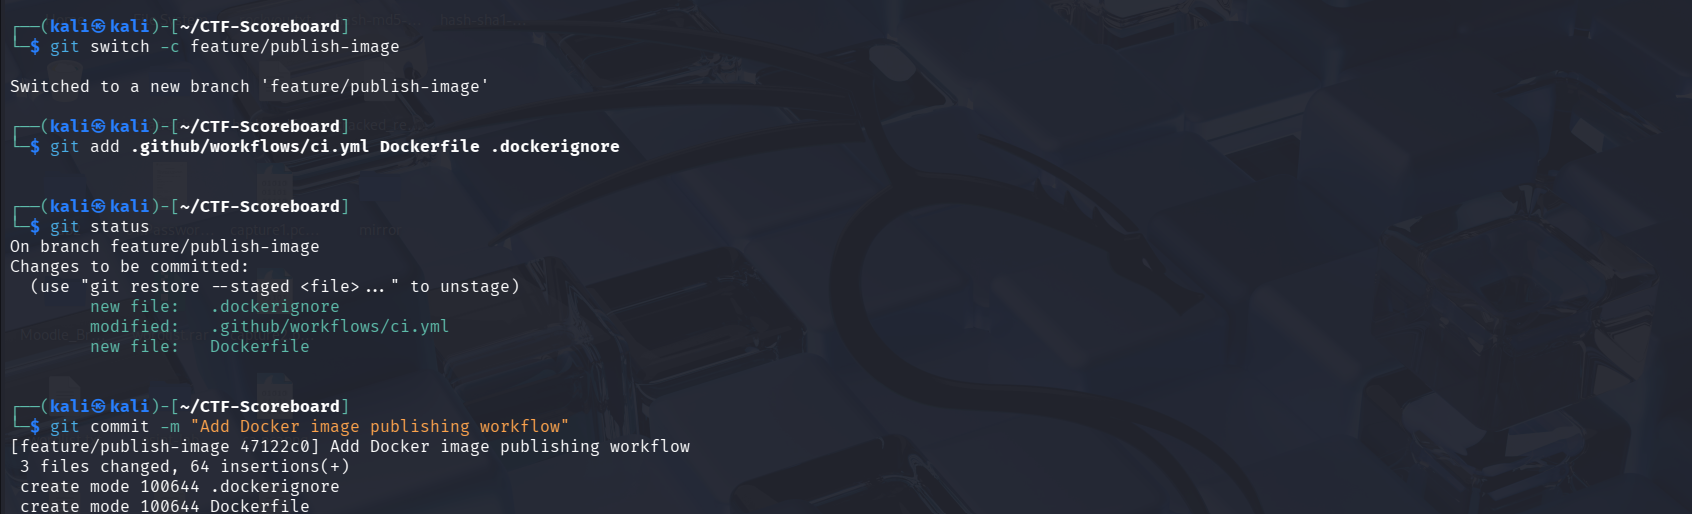 ┌──(kali㉿kali)-[~/CTF-Scoreboard]
└─$ git switch -c feature/publish-image
Switched to a new branch 'feature/publish-image'
┌──(kali㉿kali)-[~/CTF-Scoreboard]
└─$ git add .github/workflows/ci.yml Dockerfile .dockerignore
┌──(kali㉿kali)-[~/CTF-Scoreboard]
└─$ git status
On branch feature/publish-image
Changes to be committed:
  (use "git restore --staged <file>..." to unstage)
        new file:   .dockerignore
        modified:   .github/workflows/ci.yml
        new file:   Dockerfile
┌──(kali㉿kali)-[~/CTF-Scoreboard]
└─$ git commit -m "Add Docker image publishing workflow"
[feature/publish-image 47122c0] Add Docker image publishing workflow
 3 files changed, 64 insertions(+)
 create mode 100644 .dockerignore
 create mode 100644 Dockerfile